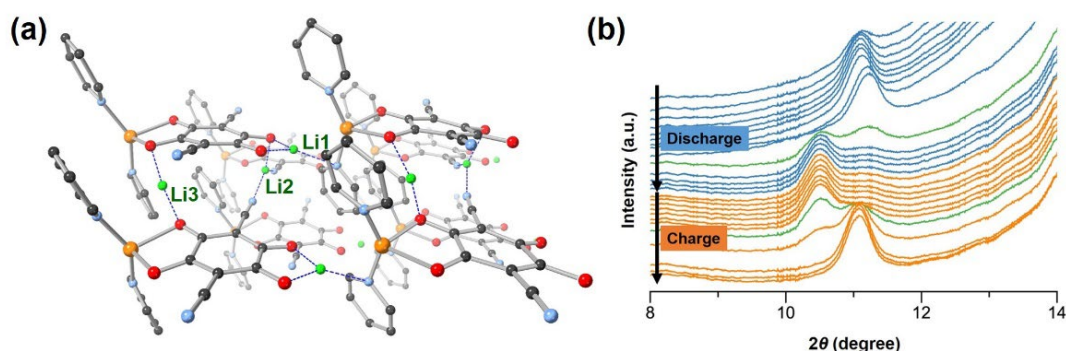 (a)
Li1
Li2
Li3
(b)
Discharge
Charge
Intensity (a.u.)
8 10 12 14
2θ (degree)